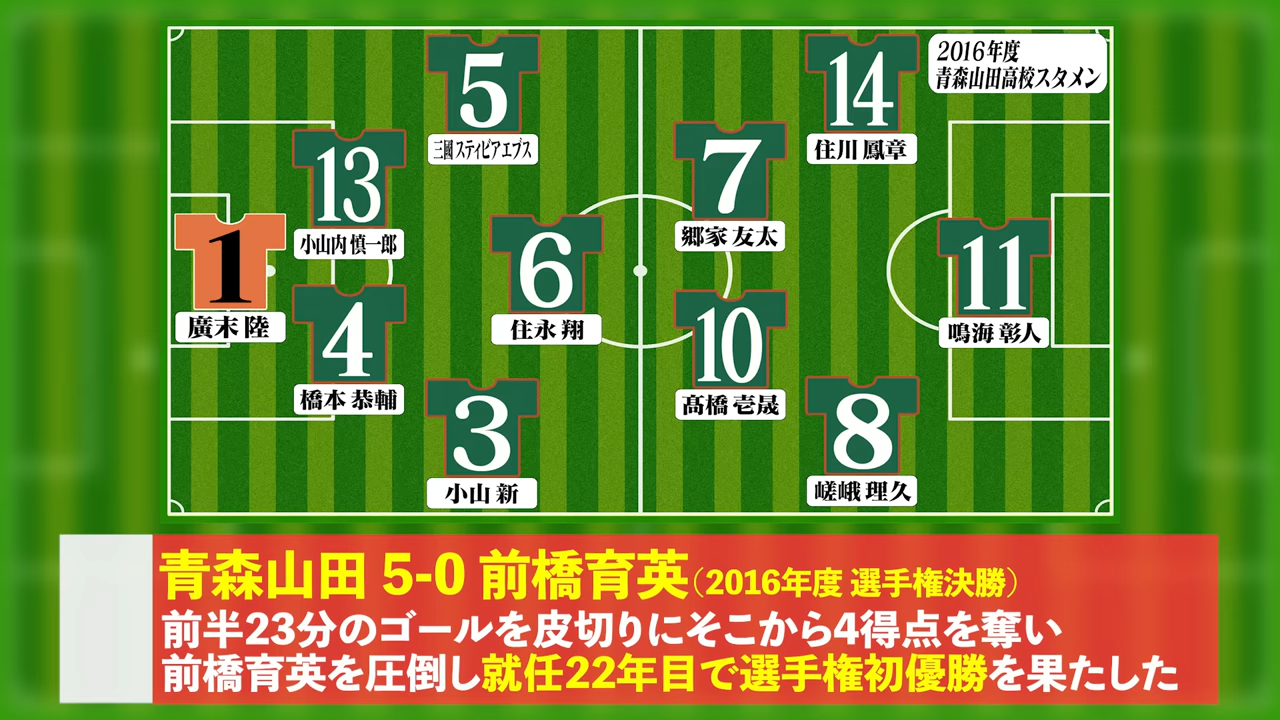 2016年度
青森山田高校スタメン
5
三國 スティビアエブス
14
住川 鳳章
13
小山内 慎一郎
7
郷家 友太
1
廣末 陸
6
住永 翔
11
鳴海 彰人
4
橋本 恭輔
10
髙橋 壱晟
3
小山 新
8
嵯峨 理久
青森山田 5-0 前橋育英(2016年度 選手権決勝)
前半23分のゴールを皮切りにそこから4得点を奪い
前橋育英を圧倒し就任22年目で選手権初優勝を果たした